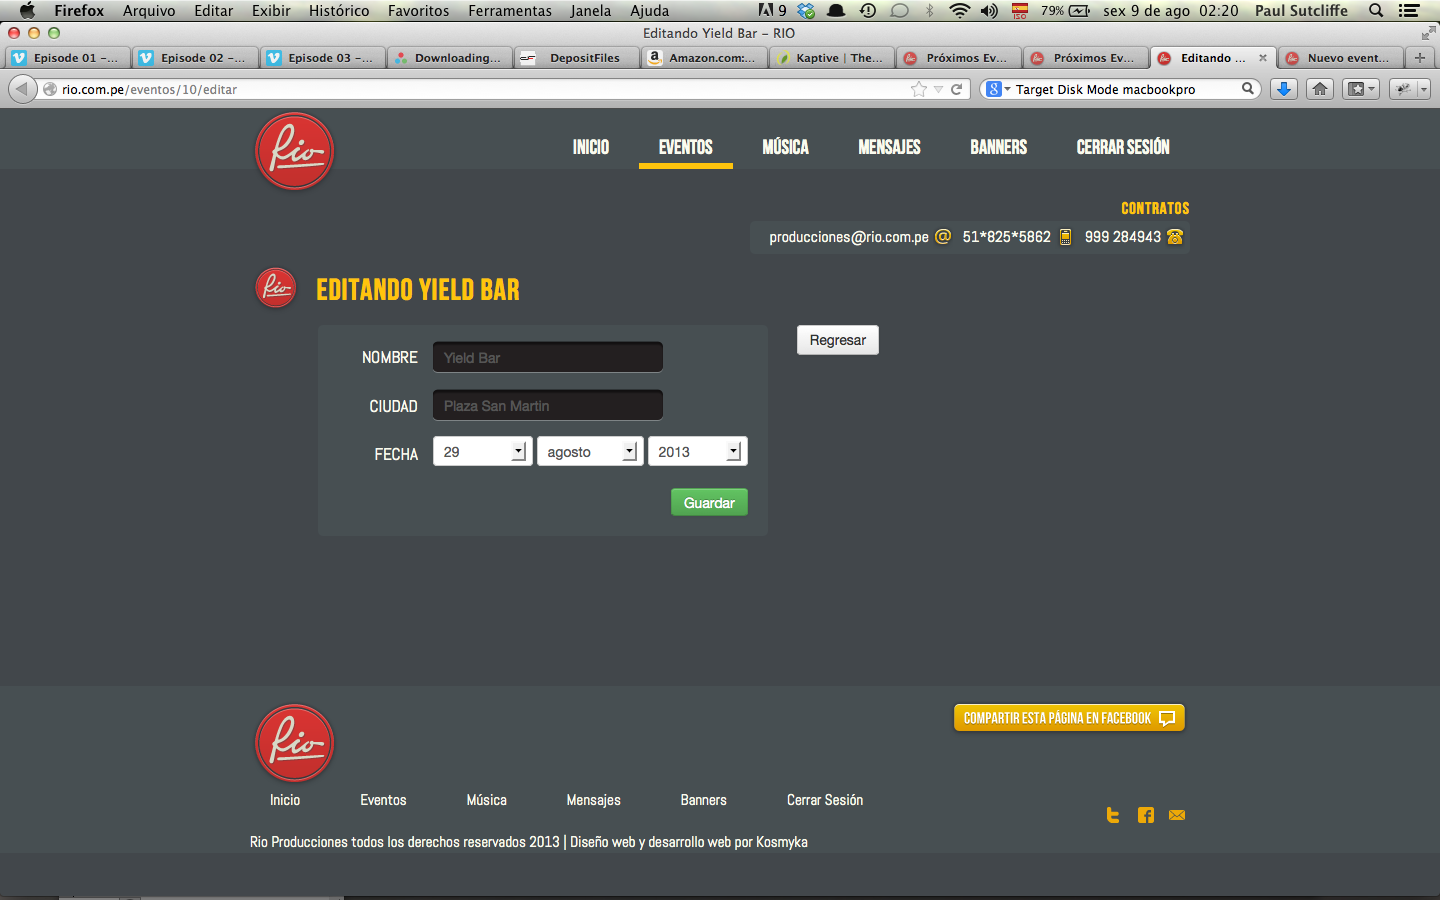 Firefox Arquivo Editar Exibir Histórico Favoritos Ferramentas Janela Ajuda 9 ISO 79% sex 9 de ago 02:20 Paul Sutcliffe
Editando Yield Bar – RIO
Episode 01 –... Episode 02 –... Episode 03 –... Downloading... DepositFiles Amazon.com:... Kaptive | The... Próximos Ev... Próximos Ev... Editando ... Nuevo event...
rio.com.pe/eventos/10/editar
Target Disk Mode macbookpro
Rio INICIO EVENTOS MÚSICA MENSAJES BANNERS CERRAR SESIÓN
CONTRATOS
producciones@rio.com.pe 51*825*5862 999 284943
Rio EDITANDO YIELD BAR
NOMBRE Yield Bar Regresar
CIUDAD Plaza San Martin
FECHA 29 agosto 2013
Guardar
COMPARTIR ESTA PÁGINA EN FACEBOOK
Rio
Inicio Eventos Música Mensajes Banners Cerrar Sesión
Rio Producciones todos los derechos reservados 2013 | Diseño web y desarrollo web por Kosmyka